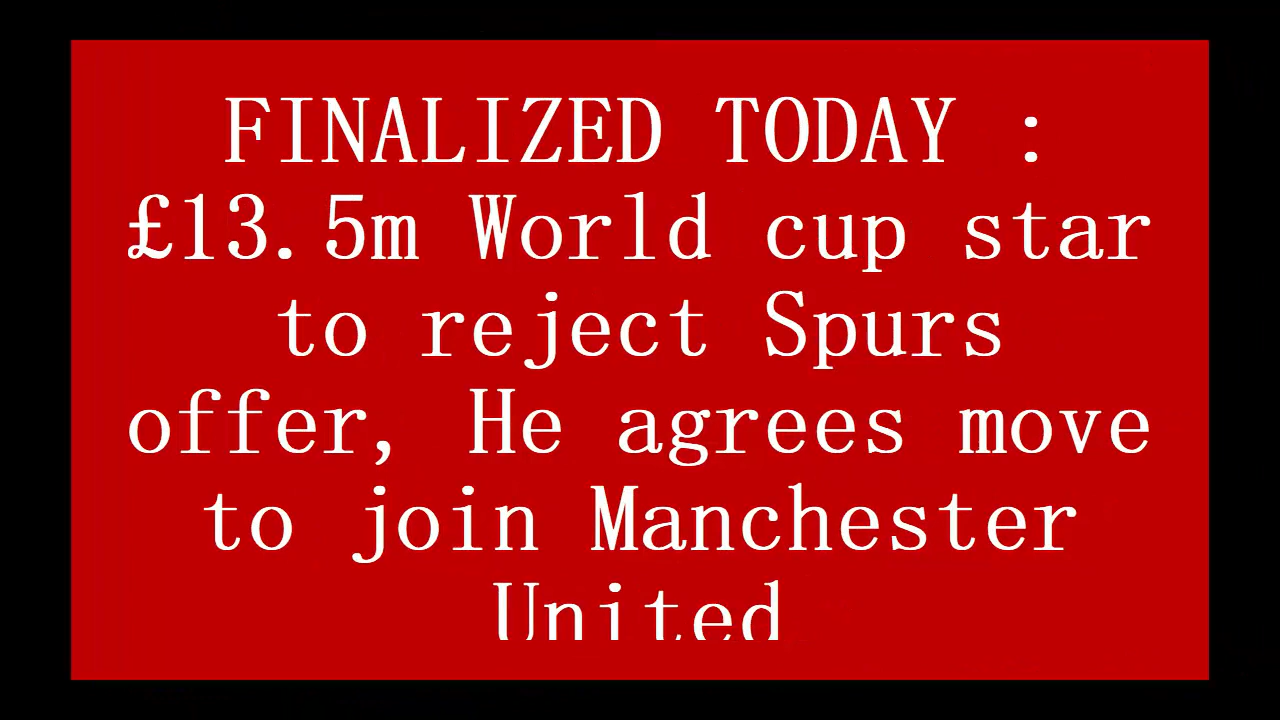 FINALIZED TODAY :
£13.5m World cup star
to reject Spurs
offer, He agrees move
to join Manchester
United